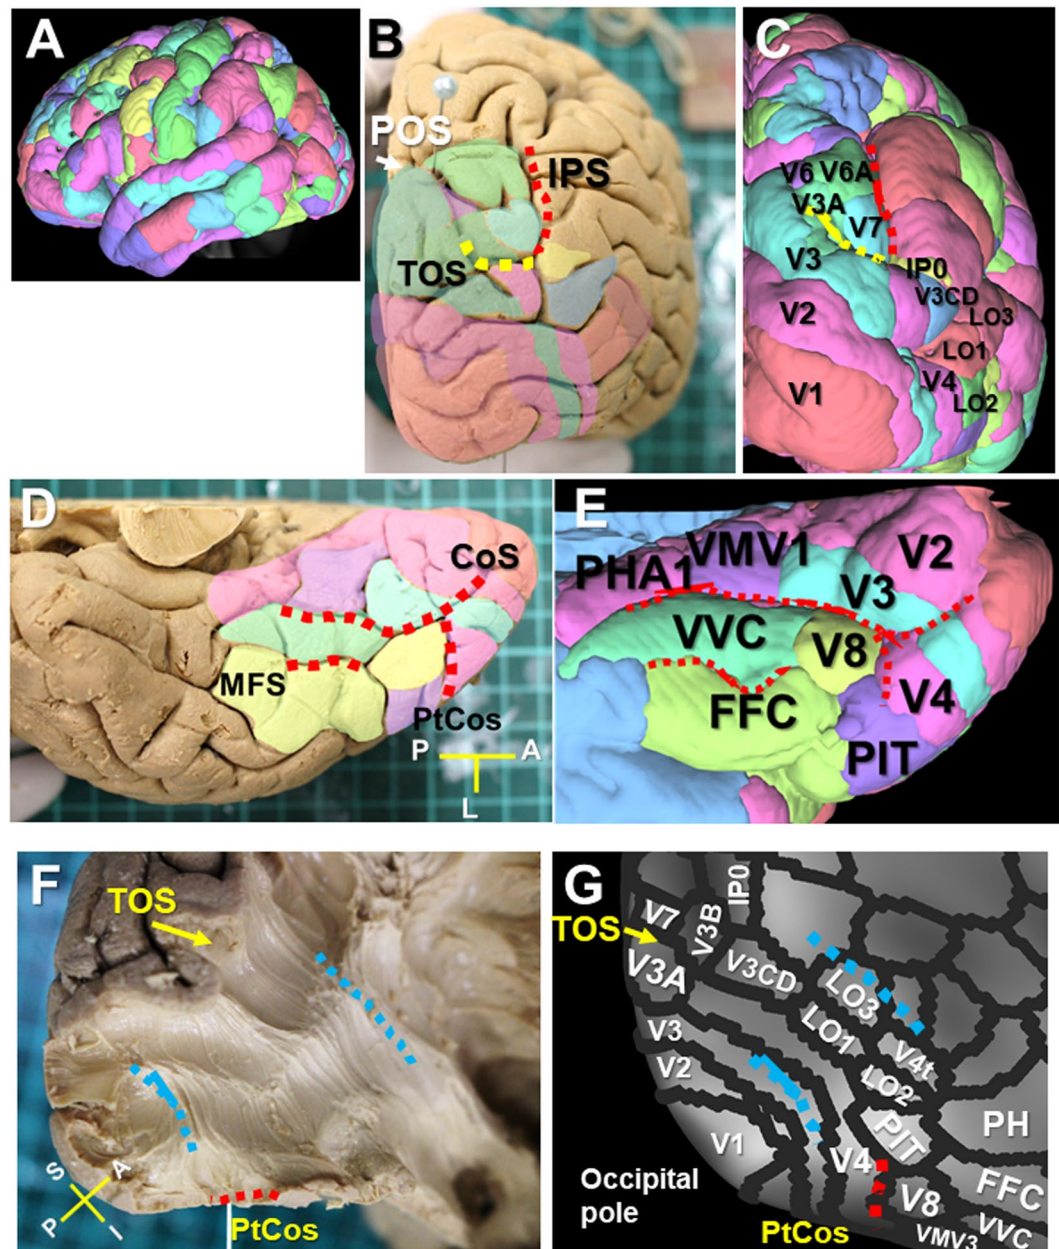 A
B
POS
IPS
TOS
C
V6 V6A
V3A
V7
V3
IP0
V3CD
V2
LO3
LO1
V1
V4
LO2
D
CoS
MFS
PtCos
P A
L
E
VMV1
V2
PHA1
V3
VVC
V8
V4
FFC
PIT
F
TOS
S A
P I
PtCos
G
IP0
V7
V3B
TOS
V3A
V3CD
LO3
V3
LO1
V2
V4t
LO2
V1
PIT
PH
V4
Occipital
pole
V8
FFC
PtCos
VMV3
VVC